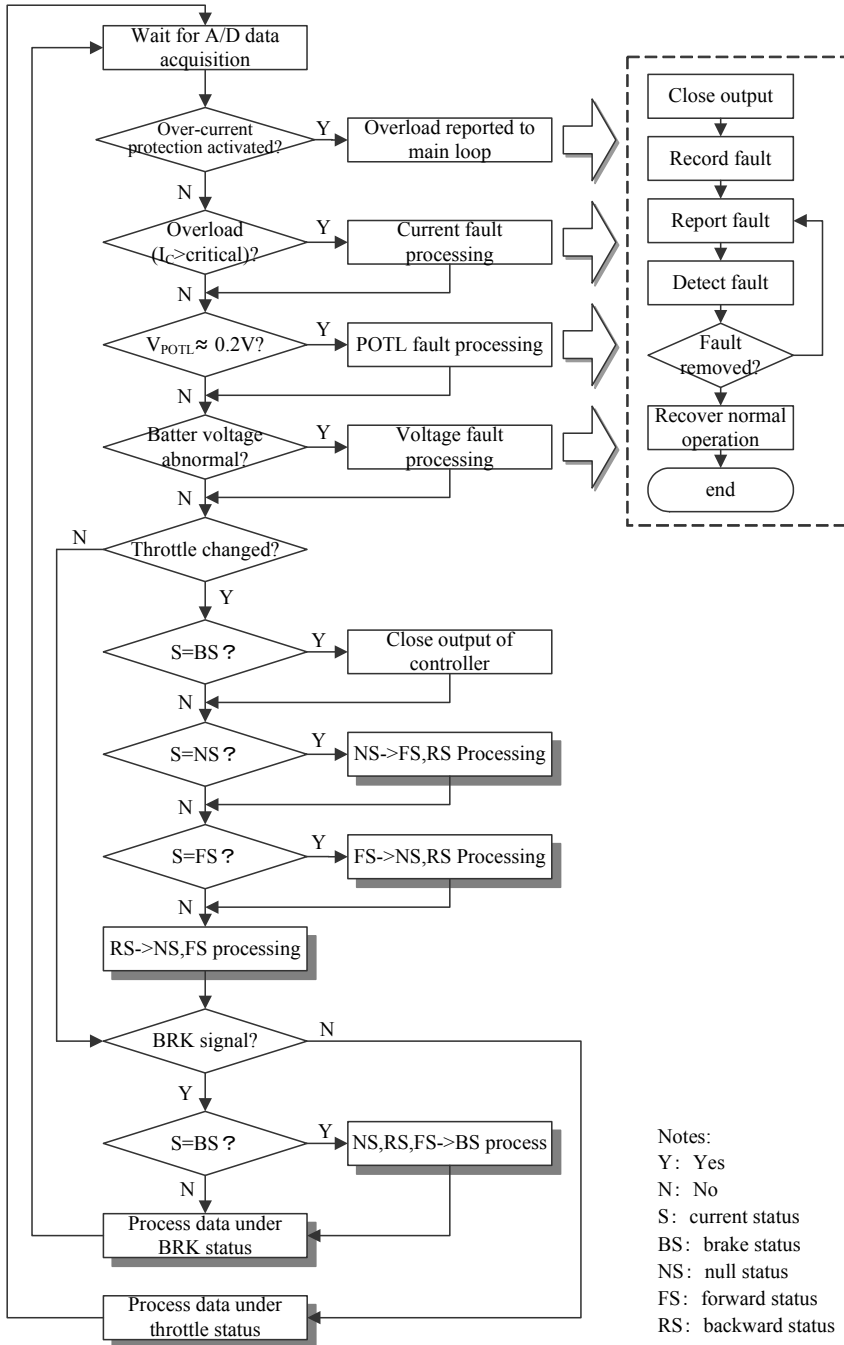 Wait for A/D data
acquisition
Over-current
protection activated?
Y
Overload reported to
main loop
N
Overload
(I_C>critical)?
Y
Current fault
processing
N
V_POTL≈ 0.2V?
Y
POTL fault processing
N
Batter voltage
abnormal?
Y
Voltage fault
processing
N
N
Throttle changed?
Y
S=BS?
Y
Close output of
controller
N
S=NS?
Y
NS->FS,RS Processing
N
S=FS?
Y
FS->NS,RS Processing
N
RS->NS,FS processing
BRK signal?
N
Y
S=BS?
Y
NS,RS,FS->BS process
N
Process data under
BRK status
Process data under
throttle status
Close output
Record fault
Report fault
Detect fault
Fault
removed?
Recover normal
operation
end
Notes:
Y: Yes
N: No
S: current status
BS: brake status
NS: null status
FS: forward status
RS: backward status